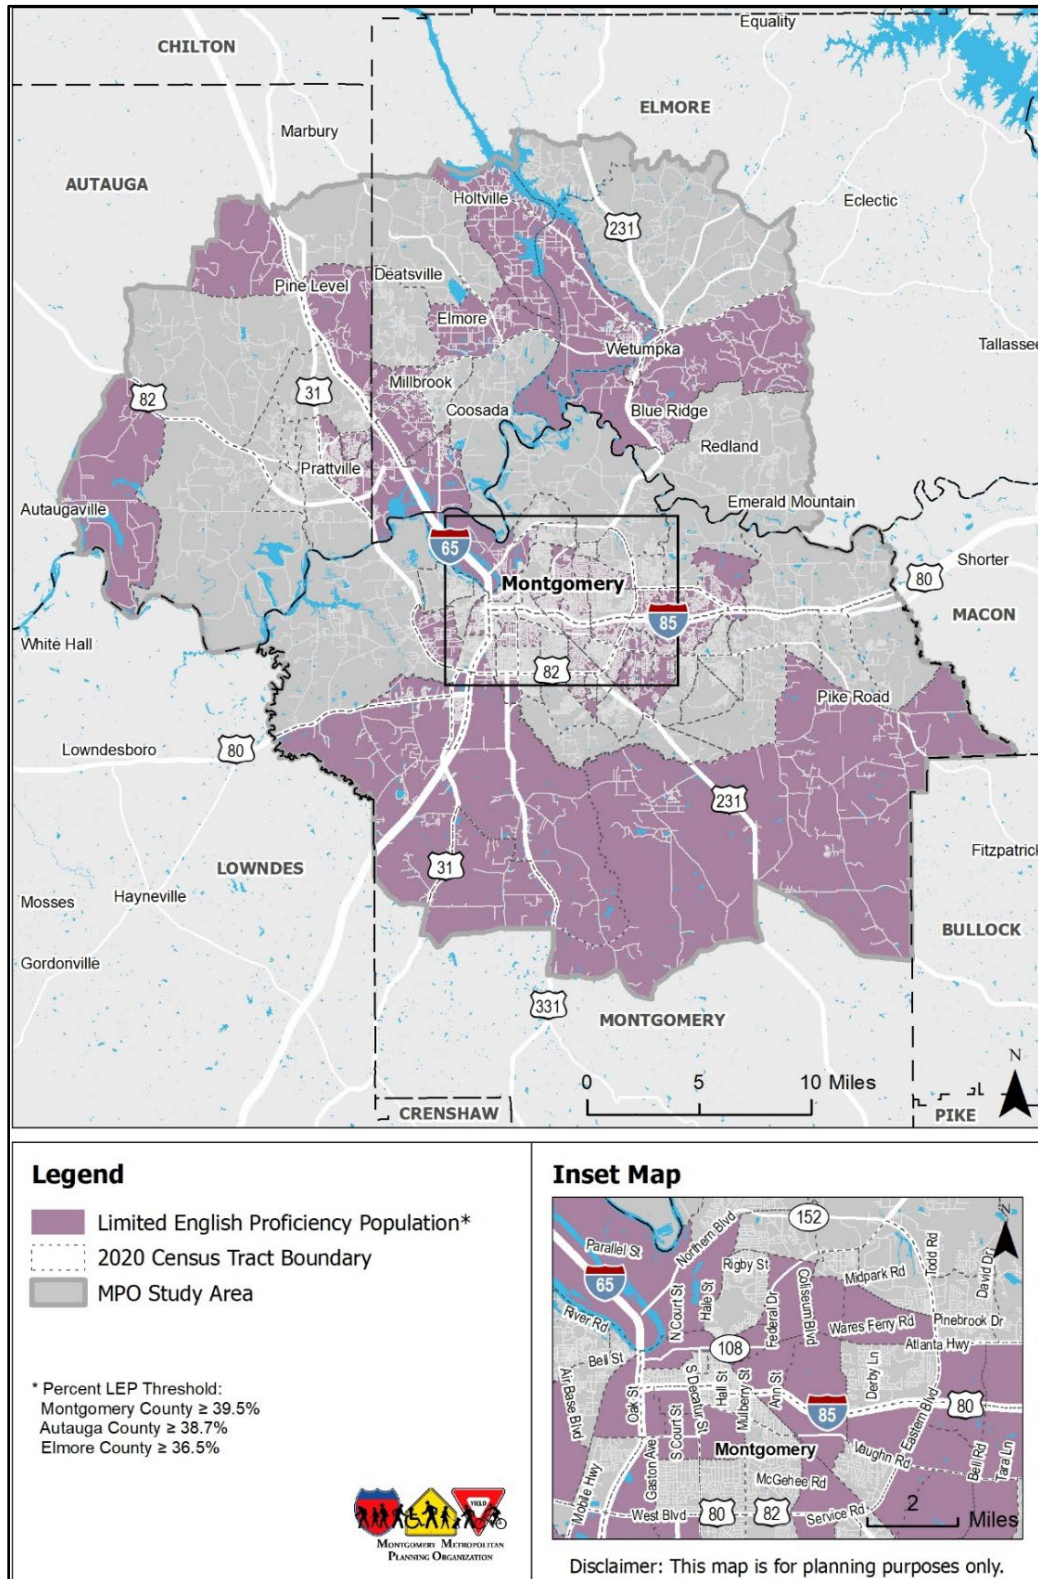 Equality
CHILTON
ELMORE
Marbury
AUTAUGA
Holtville
Eclectic
231
Deatsville
Pine Level
Elmore
Wetumpka
Tallassee
82
31
Millbrook
Coosada
Blue Ridge
Redland
Prattville
Autaugaville
Emerald Mountain
65
Shorter
Montgomery
80
85
MACON
White Hall
82
Pike Road
Lowndesboro
80
231
Fitzpatrick
31
LOWNDES
Hayneville
Mosses
BULLOCK
Gordonville
331
MONTGOMERY
N
0 5 10 Miles
CRENSHAW
PIKE
Legend
Limited English Proficiency Population*
2020 Census Tract Boundary
MPO Study Area
* Percent LEP Threshold:
Montgomery County ≥ 39.5%
Autauga County ≥ 38.7%
Elmore County ≥ 36.5%
YIELD
MONTGOMERY METROPOLITAN
PLANNING ORGANIZATION
Inset Map
152
Northern Blvd
Todd Rd
David Dr
N
Parallel St
Rigby St
Midpark Rd
65
Coliseum Blvd
Federal Dr
Hale St
N Court St
River Rd
Wares Ferry Rd
Pinebrook Dr
Atlanta Hwy
108
Bell St
Air Base Blvd
Oak St
S Decatur St
Hall St
Mulberry St
Ann St
Derby Ln
85
80
Eastern Blvd
S Court St
Gaston Ave
Montgomery
Vaughn Rd
Bell Rd
Tara Ln
Mobile Hwy
McGehee Rd
West Blvd
80
82
Service Rd
2
Miles
Disclaimer: This map is for planning purposes only.